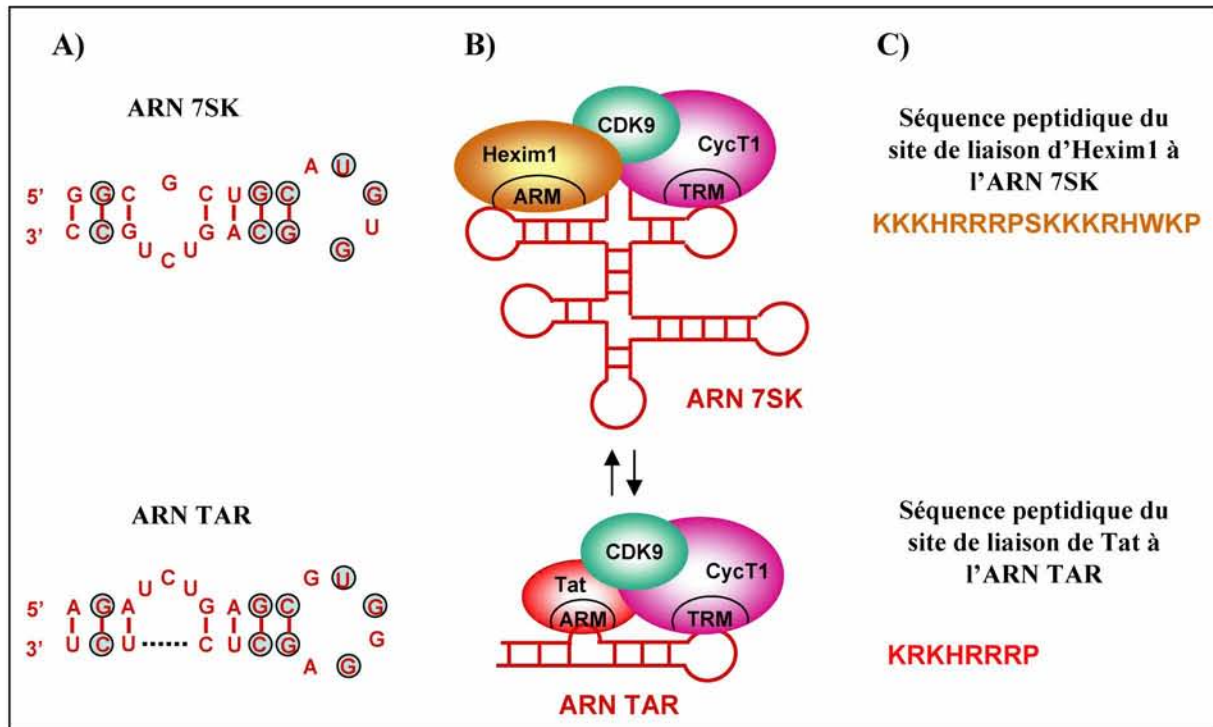 A)
ARN 7SK
5' G G C G C U G C A U G
U
3' C C G U C U G A C G G
B)
Hexim1
CDK9
CycT1
ARM
TRM
ARN 7SK
C)
Séquence peptidique du
site de liaison d'Hexim1 à
l'ARN 7SK
KKKHRRRPSKKKRHWKP
ARN TAR
5' A G A U C U G A G C G U G
G
3' U C U ...... C U C G A G
CDK9
CycT1
Tat
ARM
TRM
ARN TAR
Séquence peptidique du
site de liaison de Tat à
l'ARN TAR
KRKHRRRP